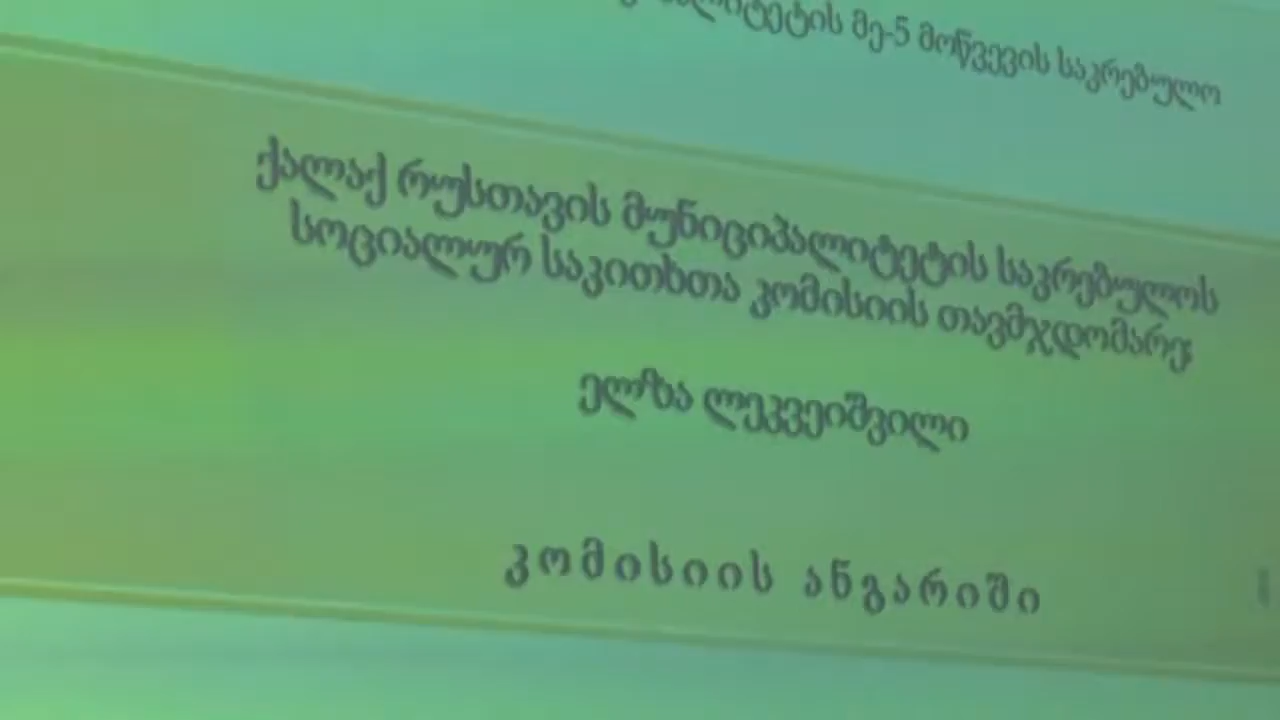 მე-5 მოწვევის საკრებულო
ქალაქ რუსთავის მუნიციპალიტეტის საკრებულოს
სოციალურ საკითხთა კომისიის თავმჯდომარე
ელზა ლეკვეიშვილი
კომისიის ანგარიში